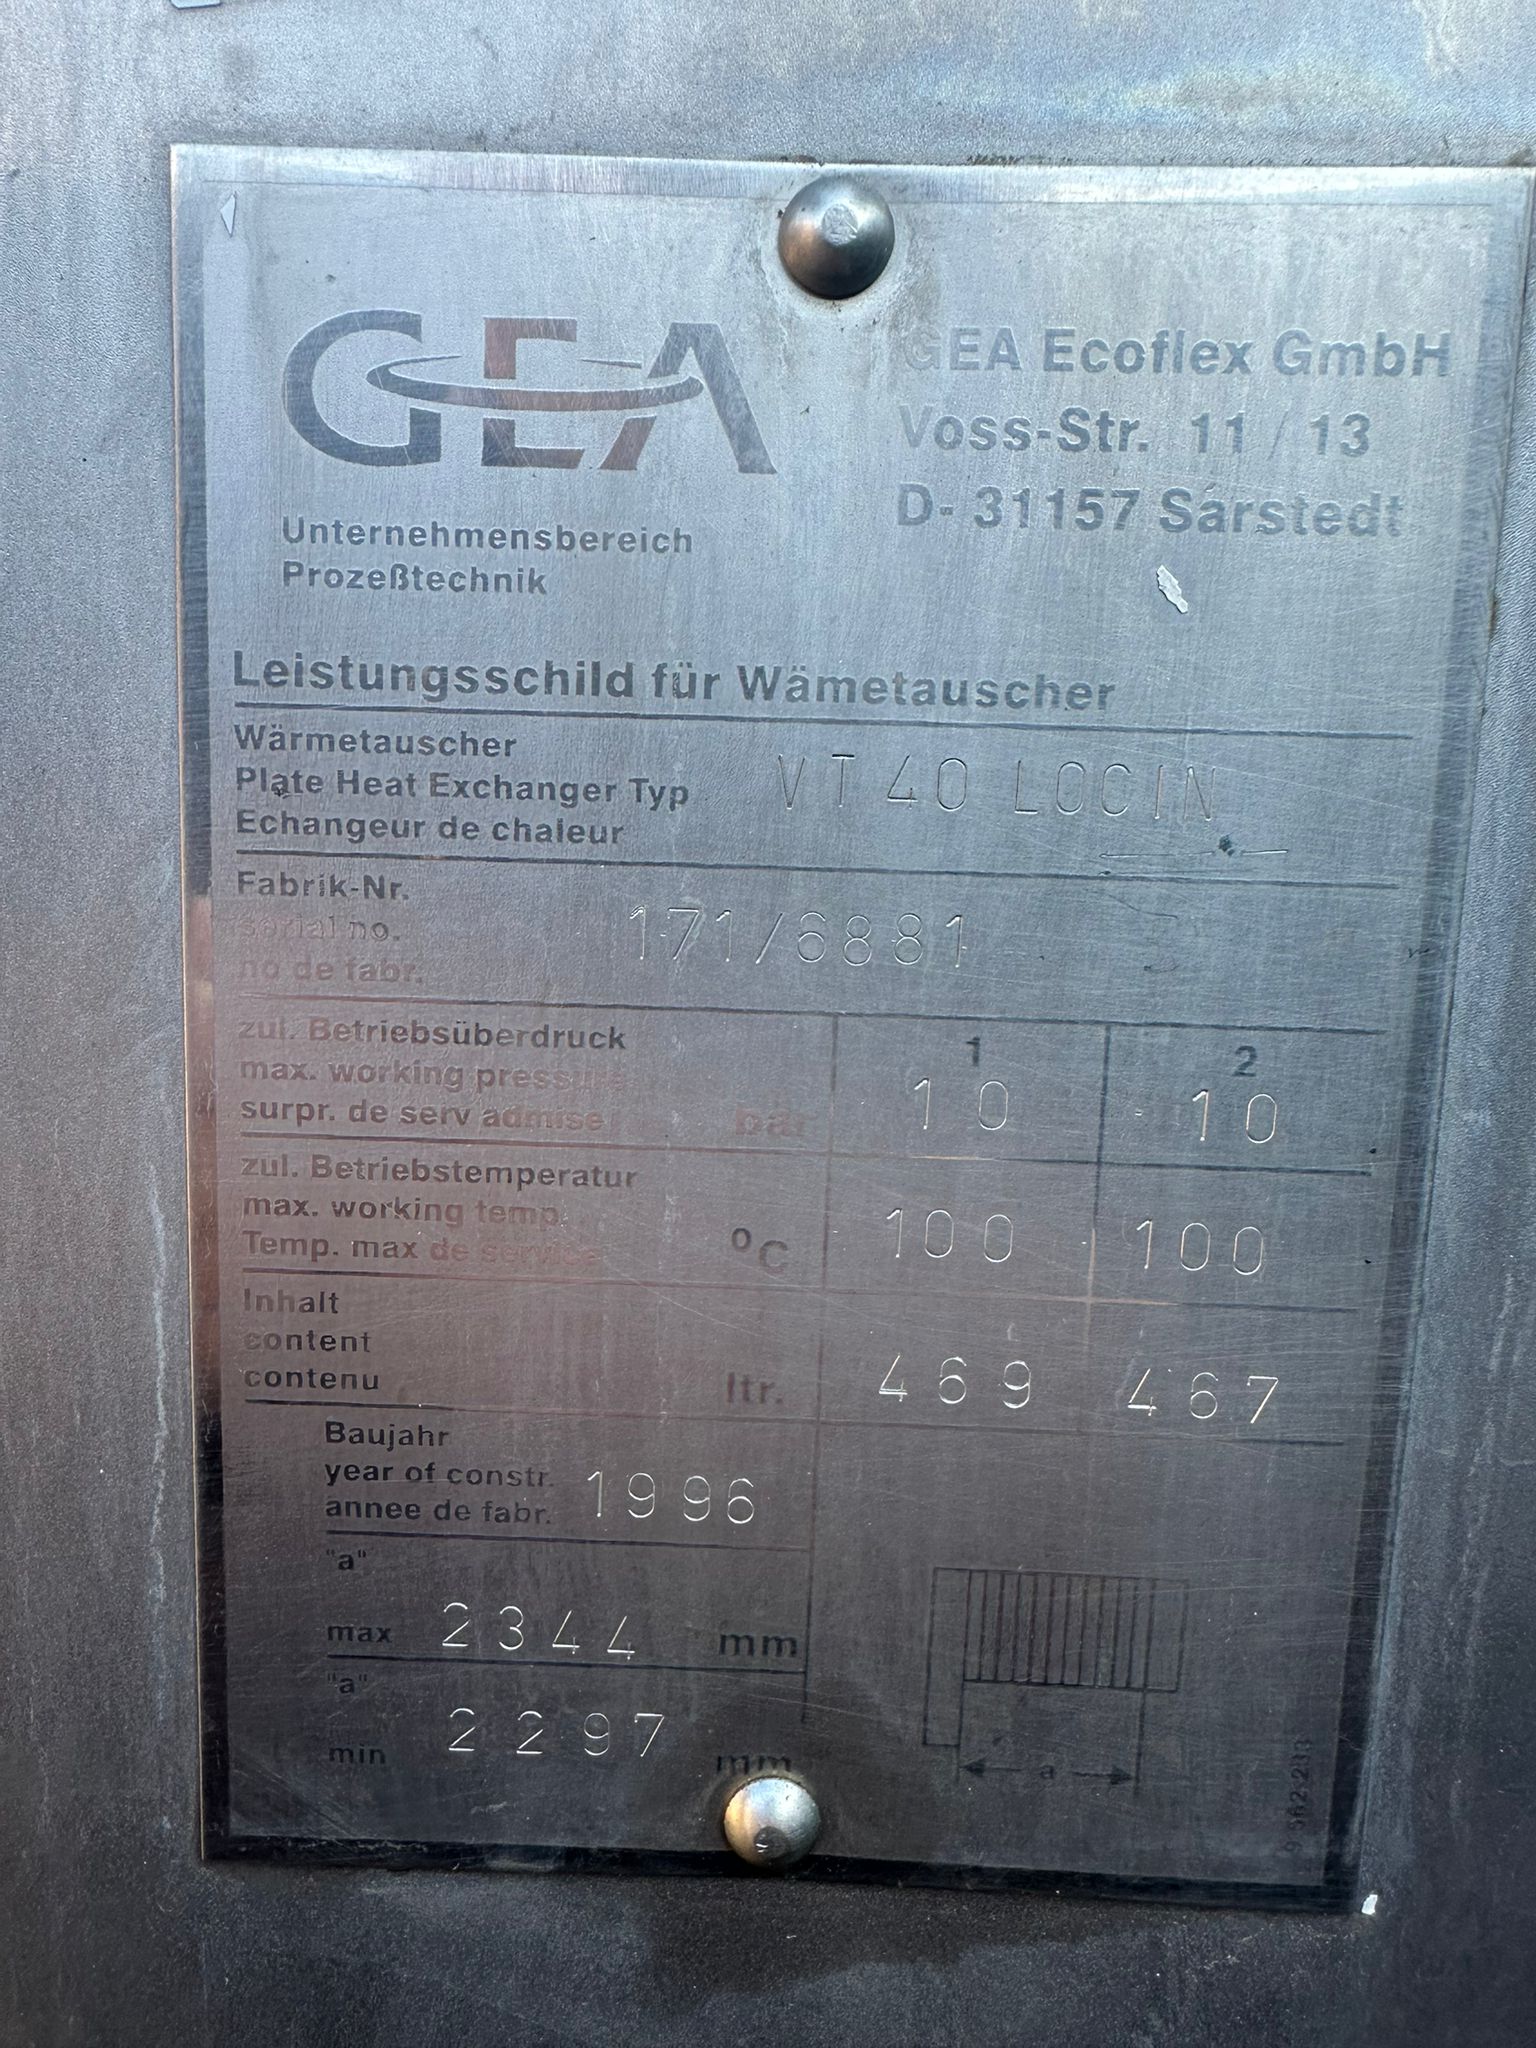 GEA
GEA Ecoflex GmbH
Voss-Str. 11 / 13
D- 31157 Sarstedt
Unternehmensbereich
Prozeßtechnik
Leistungsschild für Wämetauscher
Wärmetauscher
Plate Heat Exchanger Typ VT 40 LOCIN
Echangeur de chaleur
Fabrik-Nr.
serial no. 171/6881
no de fabr.
zul. Betriebsüberdruck 1 2
max. working pressure
surpr. de serv admise bar 10 10
zul. Betriebstemperatur
max. working temp.
Temp. max de service °C 100 100
Inhalt
content
contenu ltr. 469 467
Baujahr
year of constr. 1996
annee de fabr.
"a"
max 2344 mm
"a"
min 2297 mm
a